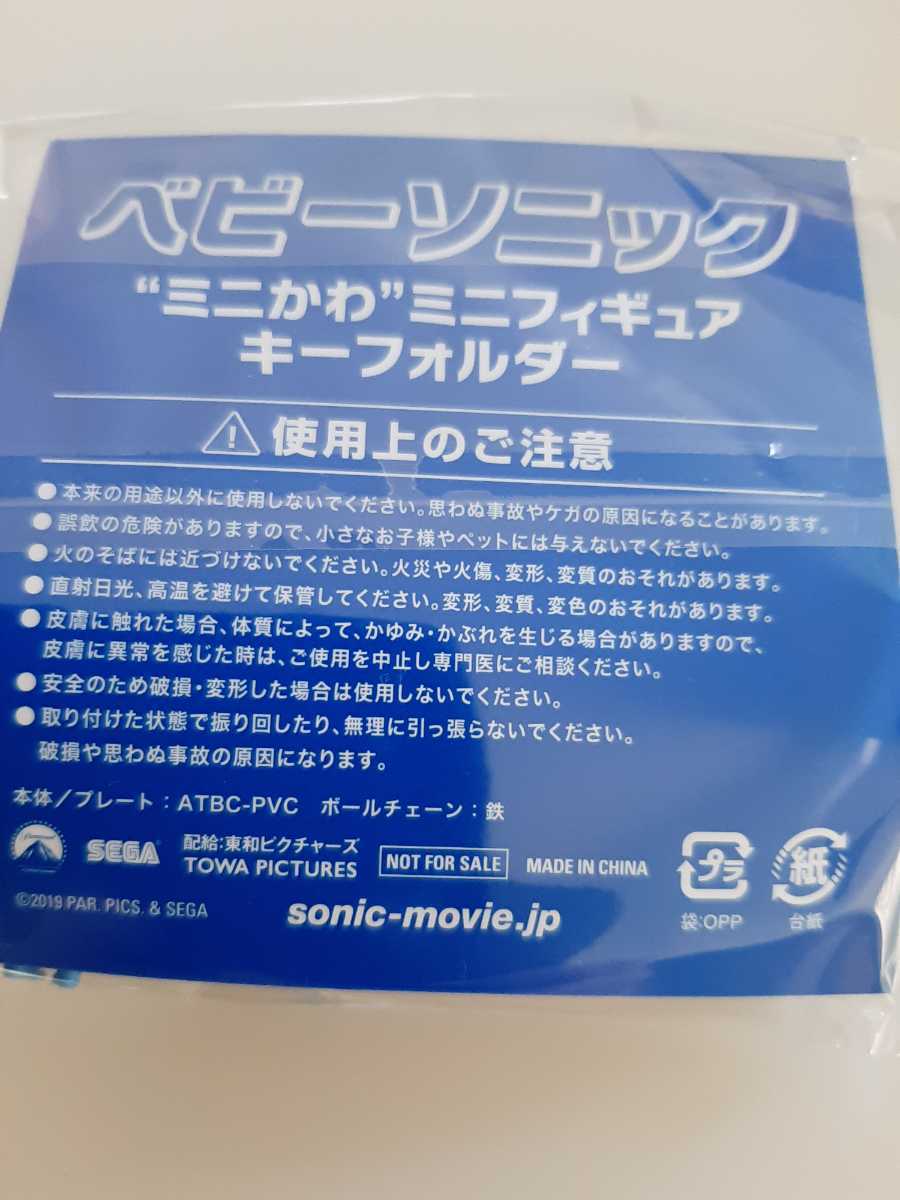 ベビーソニック
“ミニかわ”ミニフィギュア
キーフォルダー
使用上のご注意
●本来の用途以外に使用しないでください。思わぬ事故やケガの原因になることがあります。
●誤飲の危険がありますので、小さなお子様やペットには与えないでください。
●火のそばには近づけないでください。火災や火傷、変形、変質のおそれがあります。
●直射日光、高温を避けて保管してください。変形、変質、変色のおそれがあります。
●皮膚に触れた場合、体質によって、かゆみ・かぶれを生じる場合がありますので、
皮膚に異常を感じた時は、ご使用を中止し専門医にご相談ください。
●安全のため破損・変形した場合は使用しないでください。
●取り付けた状態で振り回したり、無理に引っ張らないでください。
破損や思わぬ事故の原因になります。
本体/プレート:ATBC-PVC ボールチェーン:鉄
Paramount
SEGA
配給:東和ピクチャーズ
TOWA PICTURES
NOT FOR SALE
MADE IN CHINA
プラ
袋:OPP
紙
台紙
©2019 PAR. PICS. & SEGA
sonic-movie.jp